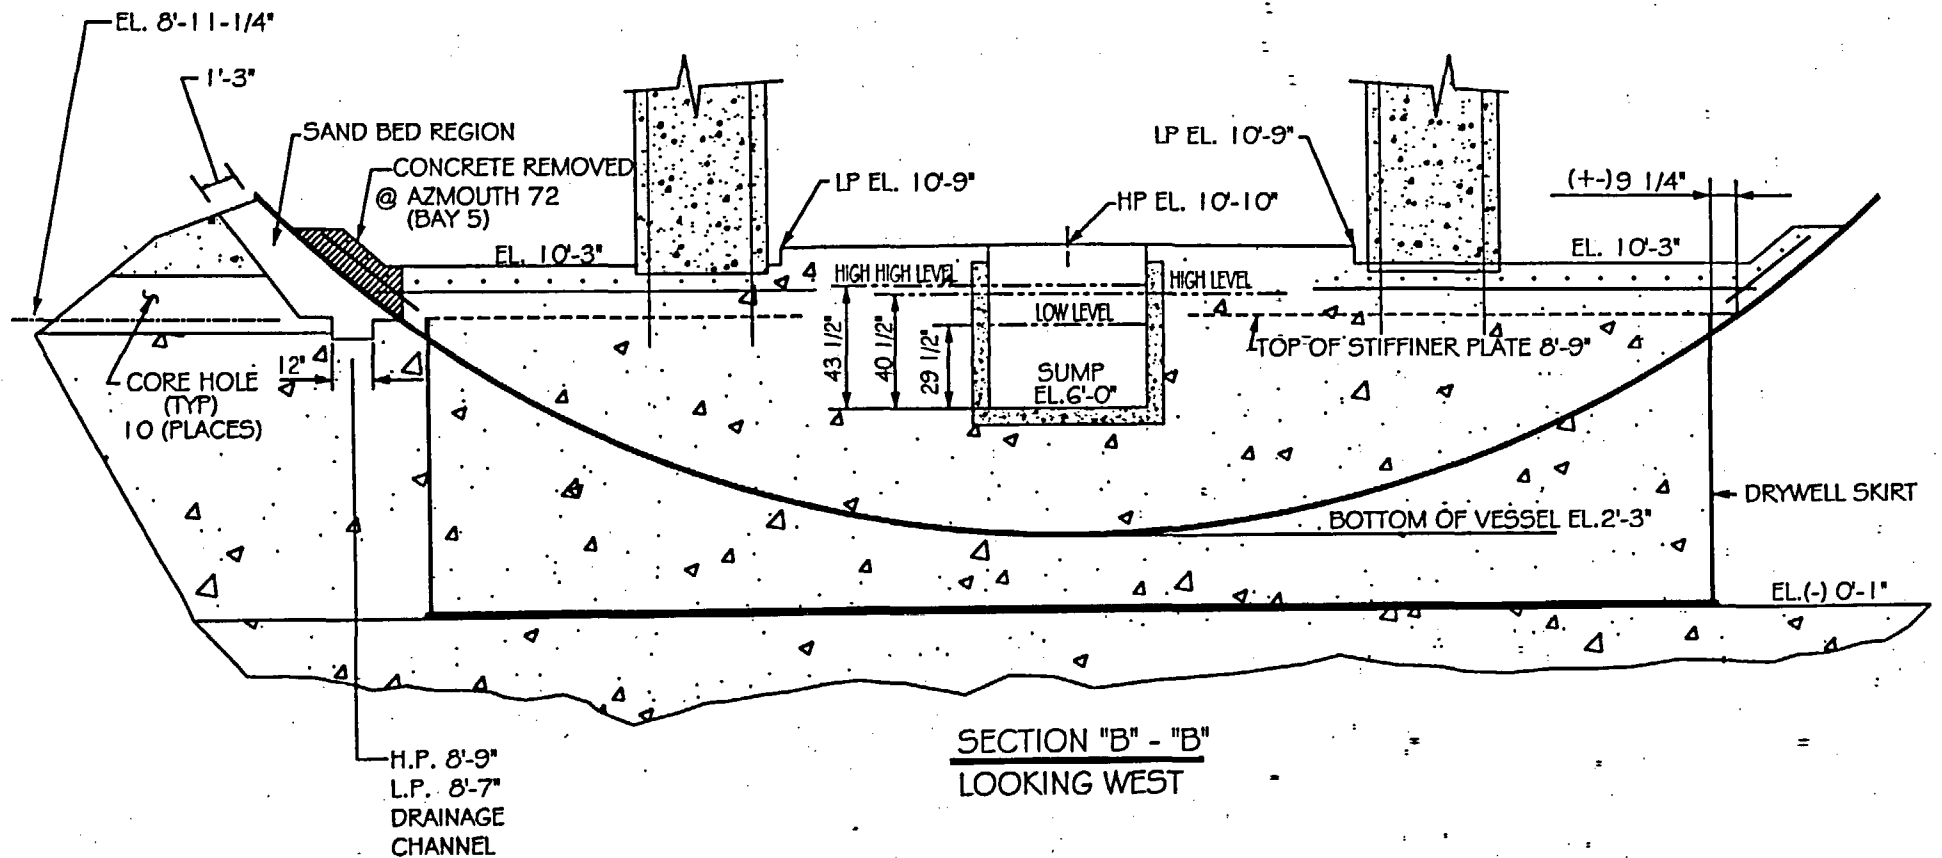 EL. 8'-11-1/4"
1'-3"
SAND BED REGION
CONCRETE REMOVED
@ AZMOUTH 72
(BAY 5)
EL. 10'-3"
LP EL. 10'-9"
HP EL. 10'-10"
LP EL. 10'-9"
(+-)9 1/4"
EL. 10'-3"
HIGH HIGH LEVEL
HIGH LEVEL
LOW LEVEL
43 1/2"
40 1/2"
29 1/2"
SUMP
EL.6'-0"
TOP OF STIFFINER PLATE 8'-9"
12"
CORE HOLE
(TYP)
10 (PLACES)
DRYWELL SKIRT
BOTTOM OF VESSEL EL.2'-3"
EL.(-) 0'-1"
H.P. 8'-9"
L.P. 8'-7"
DRAINAGE
CHANNEL
SECTION "B" - "B"
LOOKING WEST